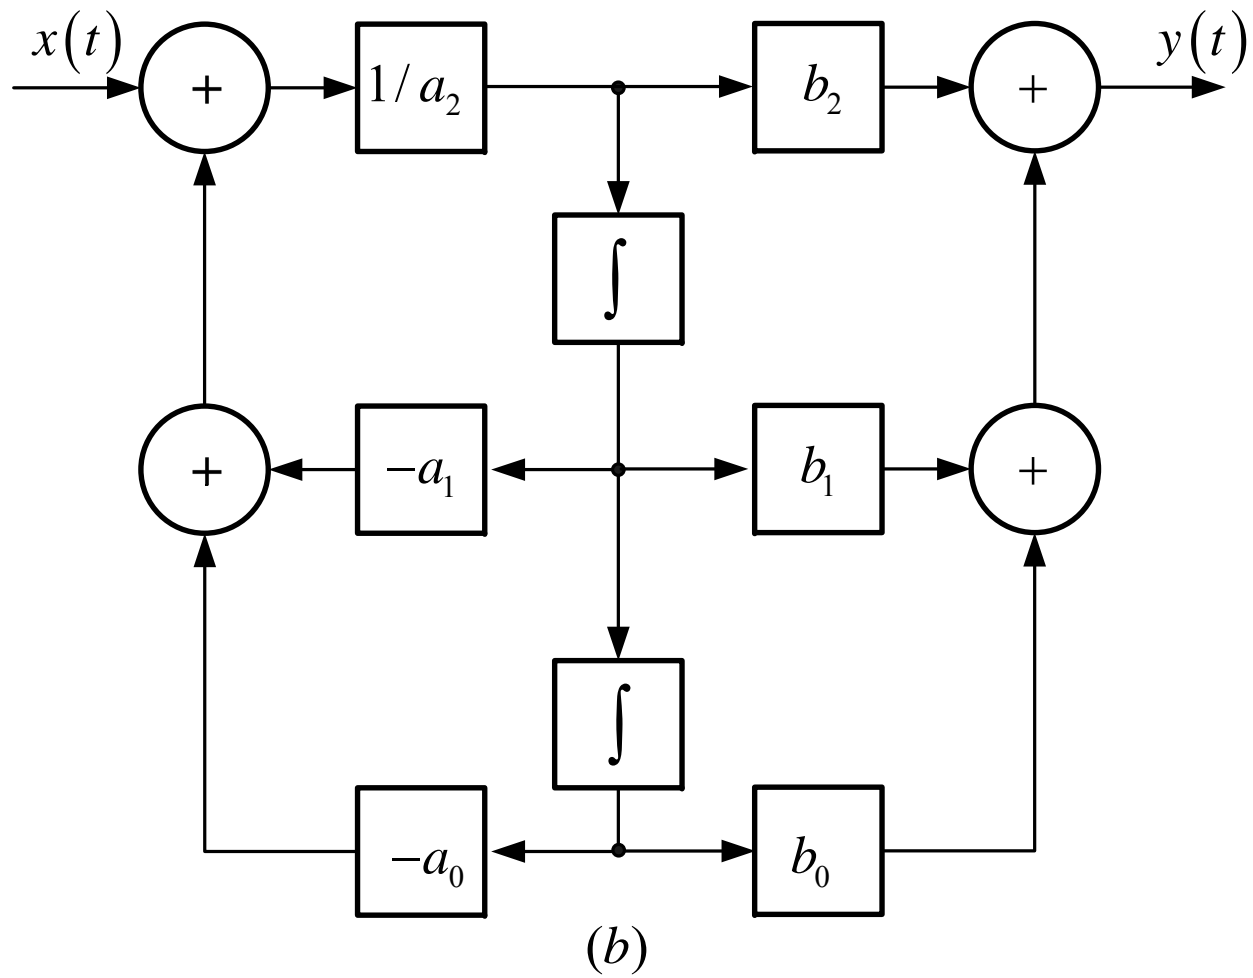 x(t) + 1/a₂ b₂ + y(t)
∫
+ −a₁ b₁ +
∫
−a₀ b₀
(b)